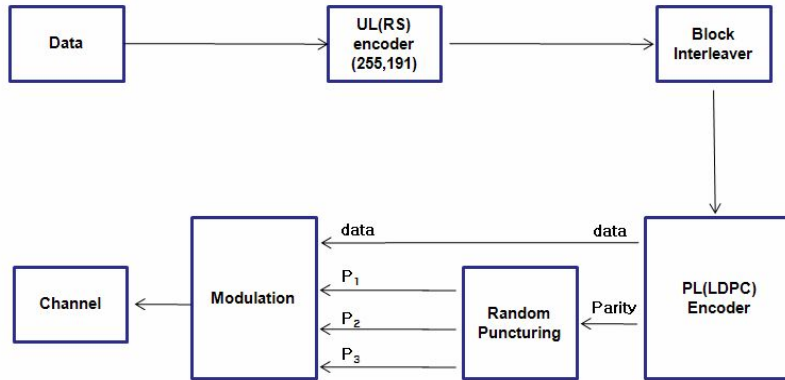 Data
UL(RS)
encoder
(255,191)
Block
Interleaver
data
data
P₁
P₂
P₃
Parity
Channel
Modulation
Random
Puncturing
PL(LDPC)
Encoder